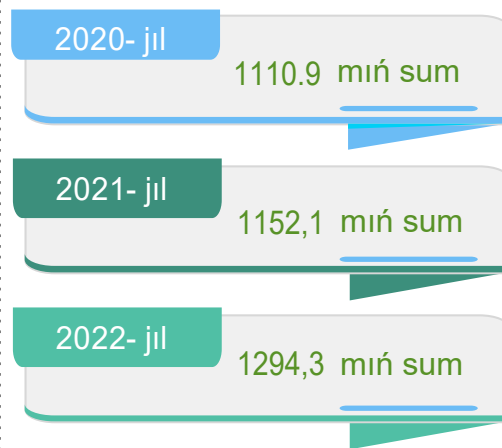 2020- jıl
1110.9 mıń sum
2021- jıl
1152,1 mıń sum
2022- jıl
1294,3 mıń sum